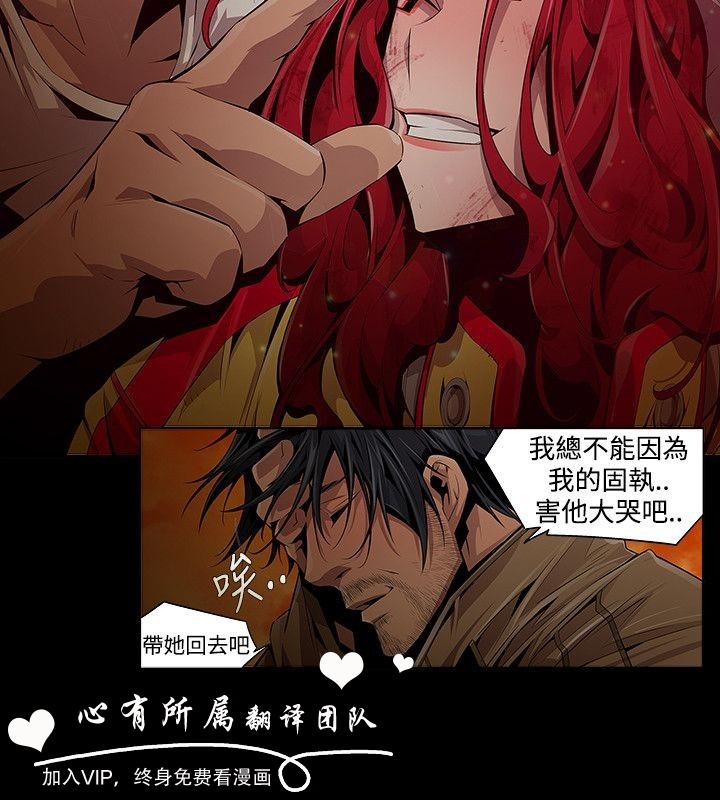 我總不能因為
我的固執..
害他大哭吧..
唉..
帶她回去吧
心有所属翻译团队
加入VIP，终身免费看漫画